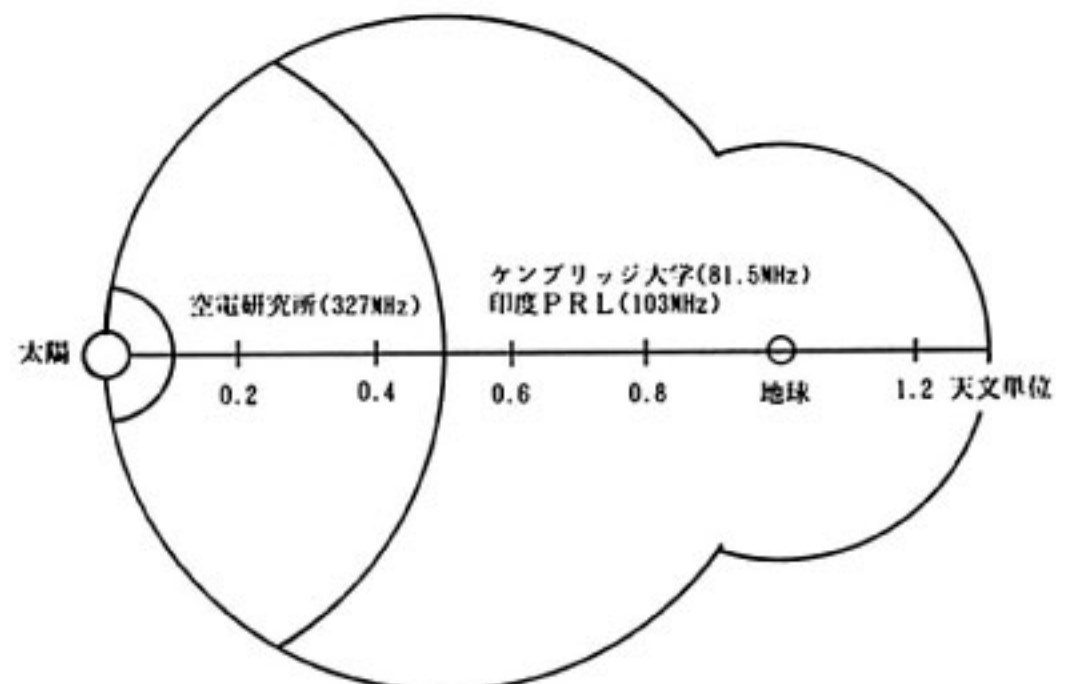 ケンブリッジ大学(81.5MHz)
空電研究所(327MHz)
印度PRL(103MHz)
太陽
0.2
0.4
0.6
0.8
地球
1.2 天文単位